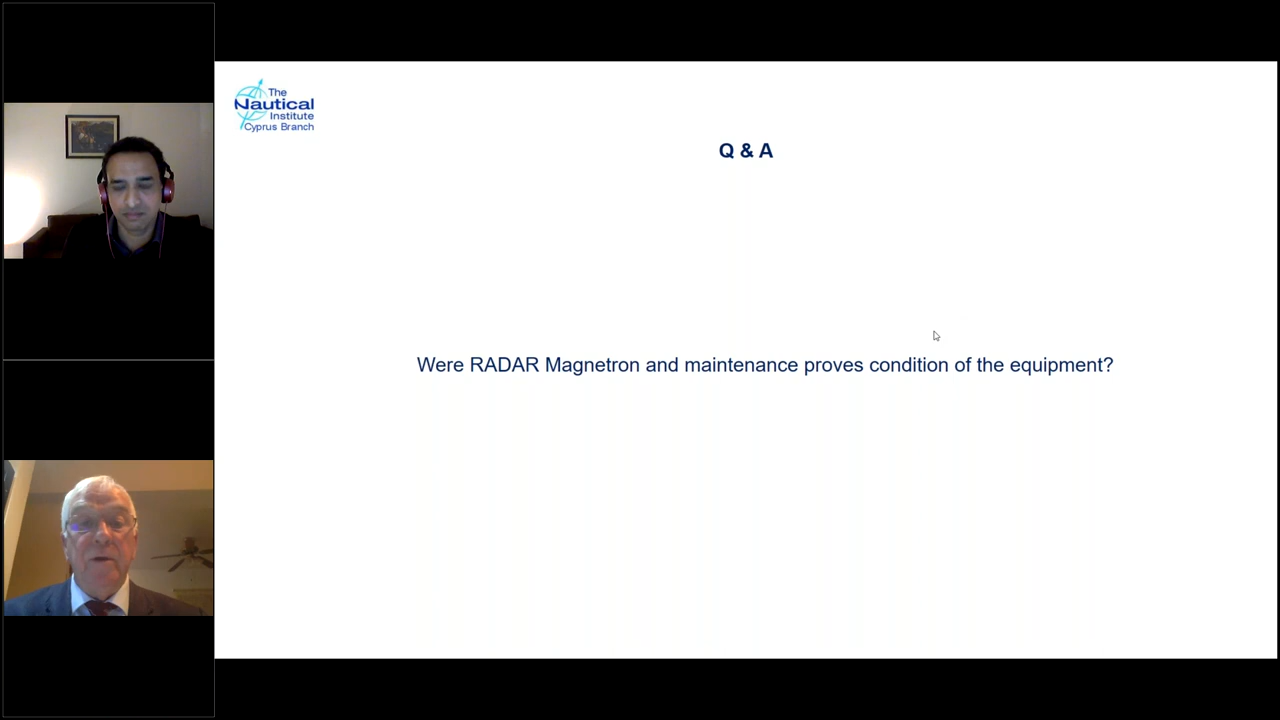 The
Nautical
Institute
Cyprus Branch
Q & A
Were RADAR Magnetron and maintenance proves condition of the equipment?